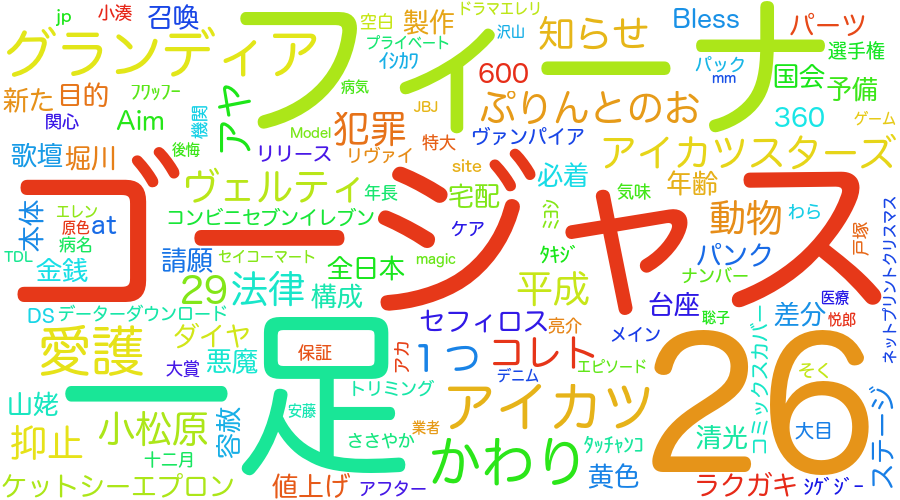 jp
小湊
召喚
空白
製作
ドラマエレリ
沢山
知らせ
Bless
パーツ
グランディア
フィーナ
プライベート
ｲｼｶﾜ
選手権
パック
mm
国会
予備
新た
目的
ﾌﾜｯﾌｰ
病気
600
ぷりんとのお
360
ゲーム
関心
Aim
機関
アヤ
JBJ
Model
犯罪
特大
ヴァンパイア
歌壇
堀川
後悔
リリース
リヴァイ
site
アイカツスターズ
ゴージャス
ヴェルティ
年長
宅配
必着
気味
年齢
本体
エレン
原色
at
コンビニセブンイレブン
ケア
ミヨシ
動物
わら
戸塚
ネットプリントクリスマス
TDL
病名
金銭
請願
セイコーマート
全日本
magic
ﾀｷｼﾞ
パンク
ナンバー
29
法律
構成
平成
台座
医療
DS
データーダウンロード
セフィロス
亮介
メイン
聡子
差分
悦郎
愛護
ダイヤ
一足
保証
アカ
1つ
コレト
エピソード
コミックスカバー
26
そく
大賞
悪魔
トリミング
デニム
山姥
小松原
容赦
安藤
業者
アイカツ
大目
ステージ
抑止
十二月
ささやか
かわり
ﾀｯﾁｬﾝｺ
清光
ケットシーエプロン
値上げ
アフター
黄色
ラクガキ
ｼｹﾞｼﾞｰ